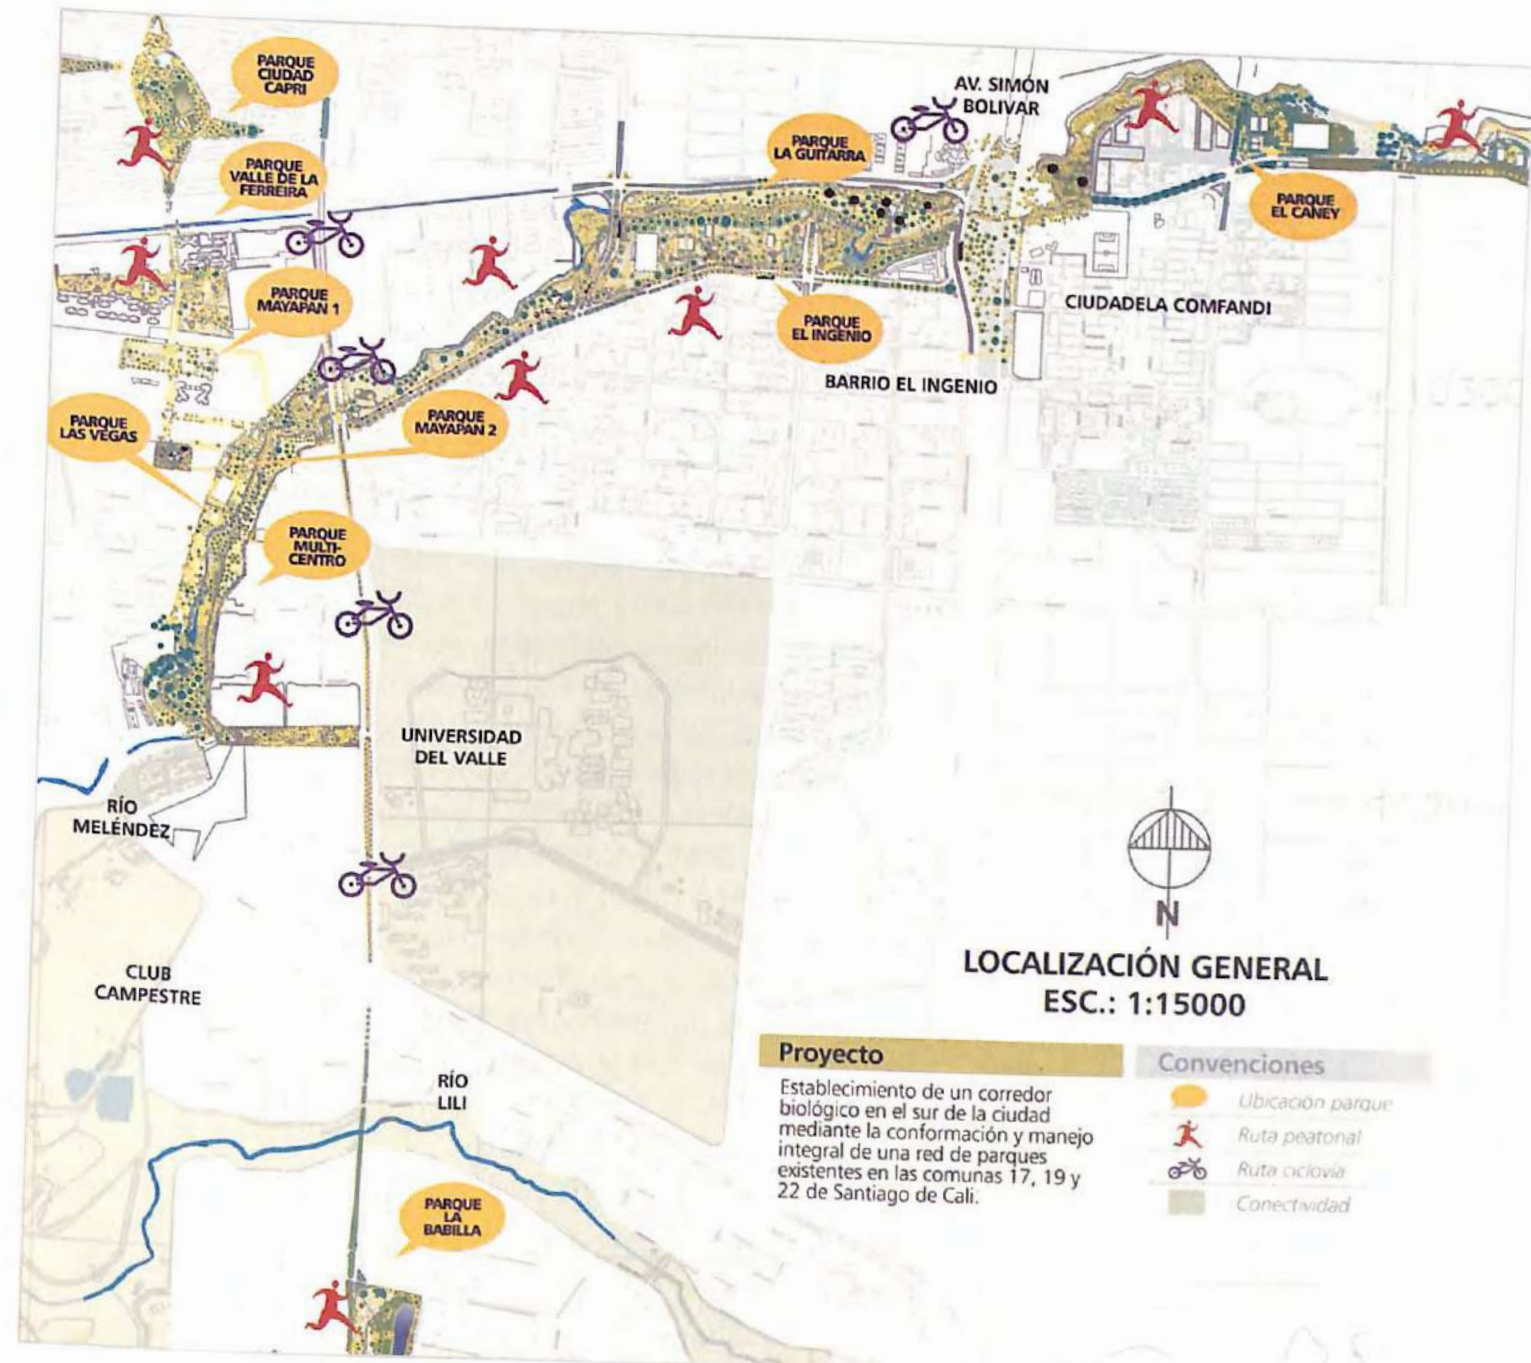 PARQUE
CIUDAD
CAPRI
PARQUE
VALLE DE LA
FERREIRA
PARQUE
MAYAPAN 1
PARQUE
LAS VEGAS
PARQUE
MAYAPAN 2
PARQUE
MULTI-
CENTRO
PARQUE
LA GUITARRA
AV. SIMÓN
BOLIVAR
PARQUE
EL CANEY
PARQUE
EL INGENIO
CIUDADELA COMFANDI
BARRIO EL INGENIO
UNIVERSIDAD
DEL VALLE
RÍO
MELÉNDEZ
CLUB
CAMPESTRE
RÍO
LILI
PARQUE
LA
BABILLA
N
LOCALIZACIÓN GENERAL
ESC.: 1:15000
Proyecto
Establecimiento de un corredor
biológico en el sur de la ciudad
mediante la conformación y manejo
integral de una red de parques
existentes en las comunas 17, 19 y
22 de Santiago de Cali.
Convenciones
Ubicación parque
Ruta peatonal
Ruta ciclovía
Conectividad